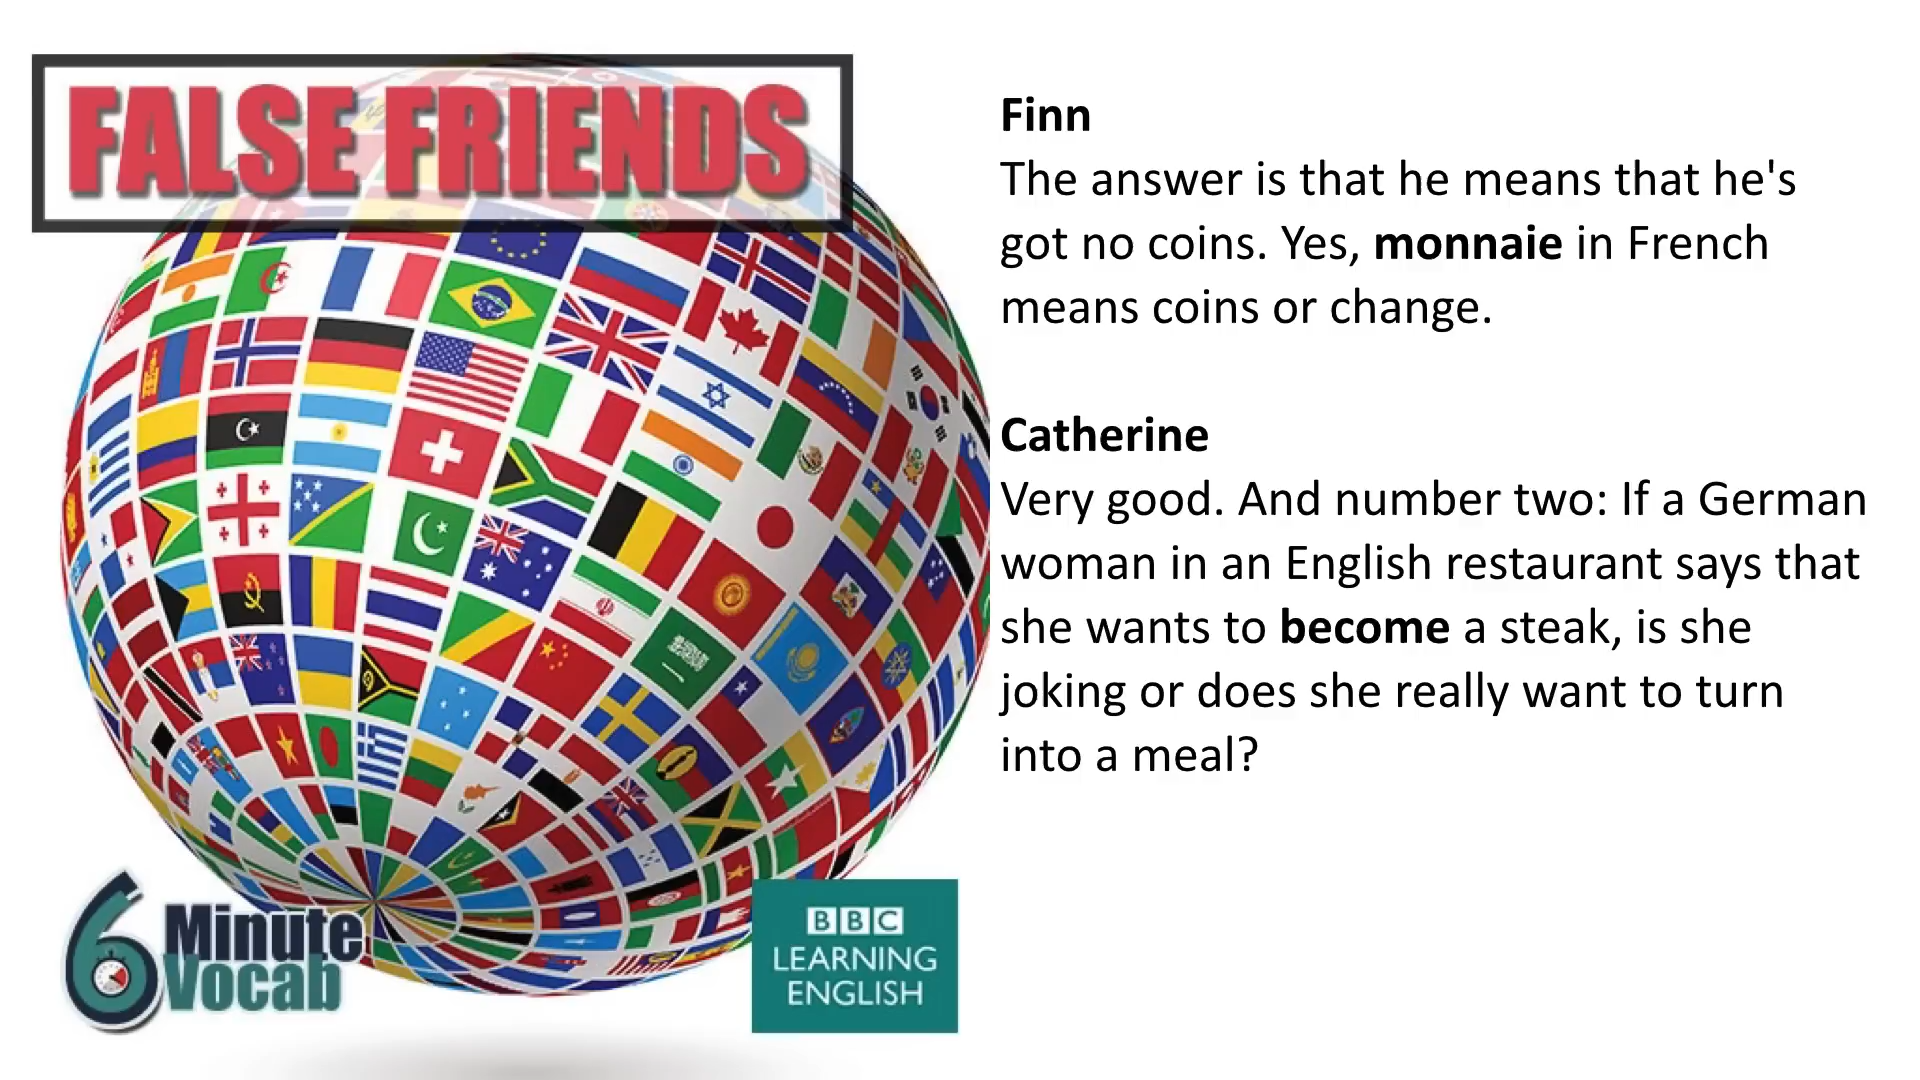 FALSE FRIENDS
Finn
The answer is that he means that he's
got no coins. Yes, monnaie in French
means coins or change.
Catherine
Very good. And number two: If a German
woman in an English restaurant says that
she wants to become a steak, is she
joking or does she really want to turn
into a meal?
6 Minute
Vocab
BBC
LEARNING
ENGLISH